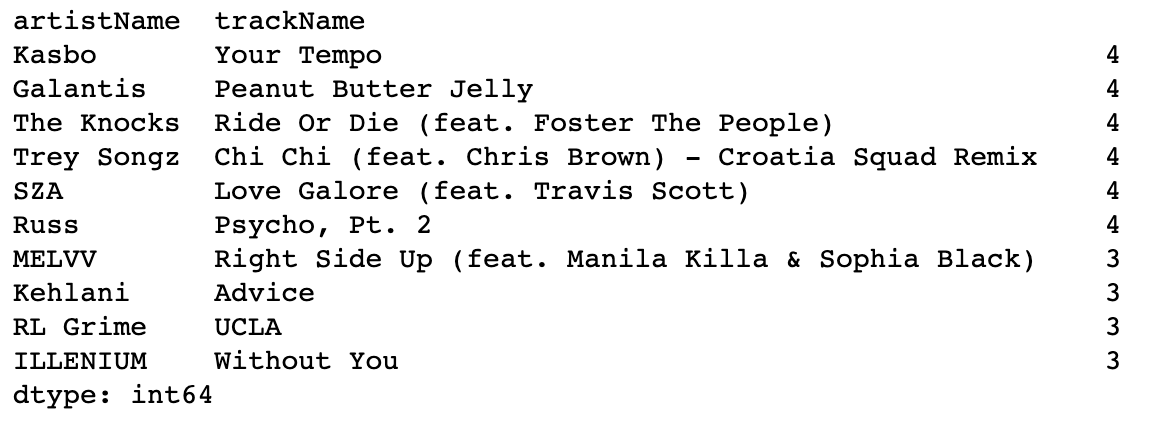 artistName trackName
Kasbo Your Tempo 4
Galantis Peanut Butter Jelly 4
The Knocks Ride Or Die (feat. Foster The People) 4
Trey Songz Chi Chi (feat. Chris Brown) - Croatia Squad Remix 4
SZA Love Galore (feat. Travis Scott) 4
Russ Psycho, Pt. 2 4
MELVV Right Side Up (feat. Manila Killa & Sophia Black) 3
Kehlani Advice 3
RL Grime UCLA 3
ILLENIUM Without You 3
dtype: int64